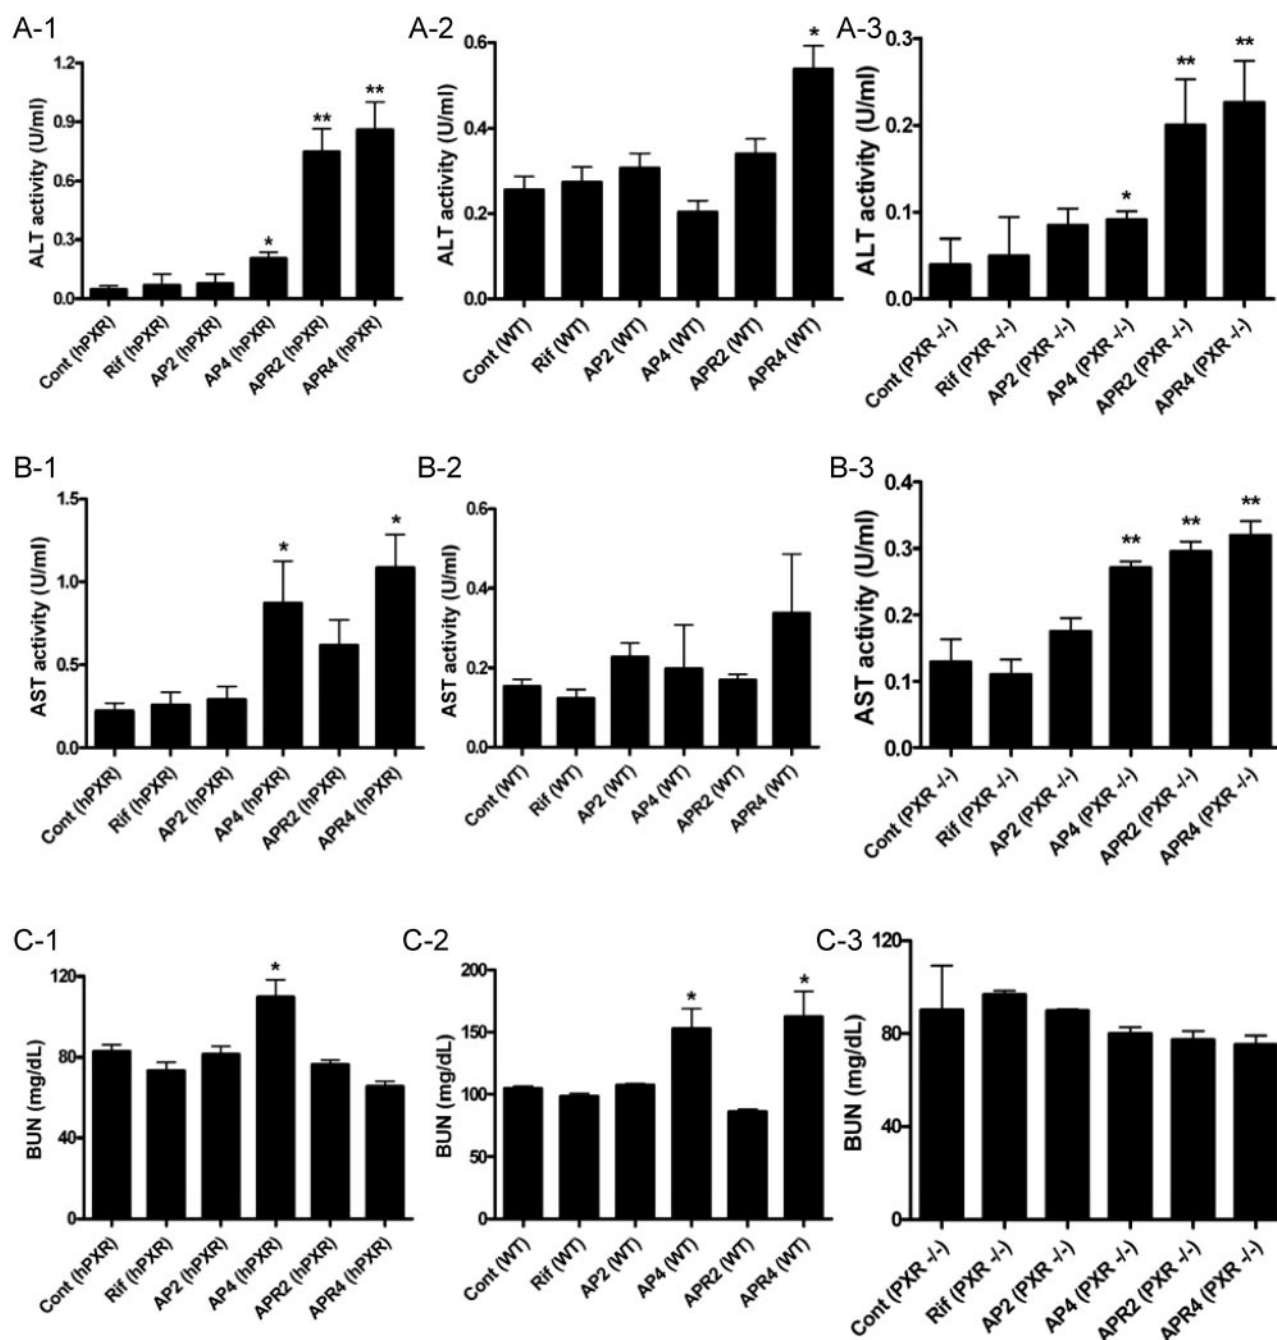 A-1
ALT activity (U/ml)
1.2
0.9
0.6
0.3
0.0
*
**
**
Cont (hPXR)
Rif (hPXR)
AP2 (hPXR)
AP4 (hPXR)
APR2 (hPXR)
APR4 (hPXR)
A-2
ALT activity (U/ml)
0.6
0.4
0.2
0.0
*
Cont (WT)
Rif (WT)
AP2 (WT)
AP4 (WT)
APR2 (WT)
APR4 (WT)
A-3
ALT activity (U/ml)
0.3
0.2
0.1
0.0
*
**
**
Cont (PXR -/-)
Rif (PXR -/-)
AP2 (PXR -/-)
AP4 (PXR -/-)
APR2 (PXR -/-)
APR4 (PXR -/-)
B-1
AST activity (U/ml)
1.5
1.0
0.5
0.0
*
*
Cont (hPXR)
Rif (hPXR)
AP2 (hPXR)
AP4 (hPXR)
APR2 (hPXR)
APR4 (hPXR)
B-2
AST activity (U/ml)
0.6
0.4
0.2
0.0
Cont (WT)
Rif (WT)
AP2 (WT)
AP4 (WT)
APR2 (WT)
APR4 (WT)
B-3
AST activity (U/ml)
0.4
0.3
0.2
0.1
0.0
**
**
**
Cont (PXR -/-)
Rif (PXR -/-)
AP2 (PXR -/-)
AP4 (PXR -/-)
APR2 (PXR -/-)
APR4 (PXR -/-)
C-1
BUN (mg/dL)
120
80
40
0
*
Cont (hPXR)
Rif (hPXR)
AP2 (hPXR)
AP4 (hPXR)
APR2 (hPXR)
APR4 (hPXR)
C-2
BUN (mg/dL)
200
150
100
50
0
*
*
Cont (WT)
Rif (WT)
AP2 (WT)
AP4 (WT)
APR2 (WT)
APR4 (WT)
C-3
BUN (mg/dL)
120
80
40
0
Cont (PXR -/-)
Rif (PXR -/-)
AP2 (PXR -/-)
AP4 (PXR -/-)
APR2 (PXR -/-)
APR4 (PXR -/-)